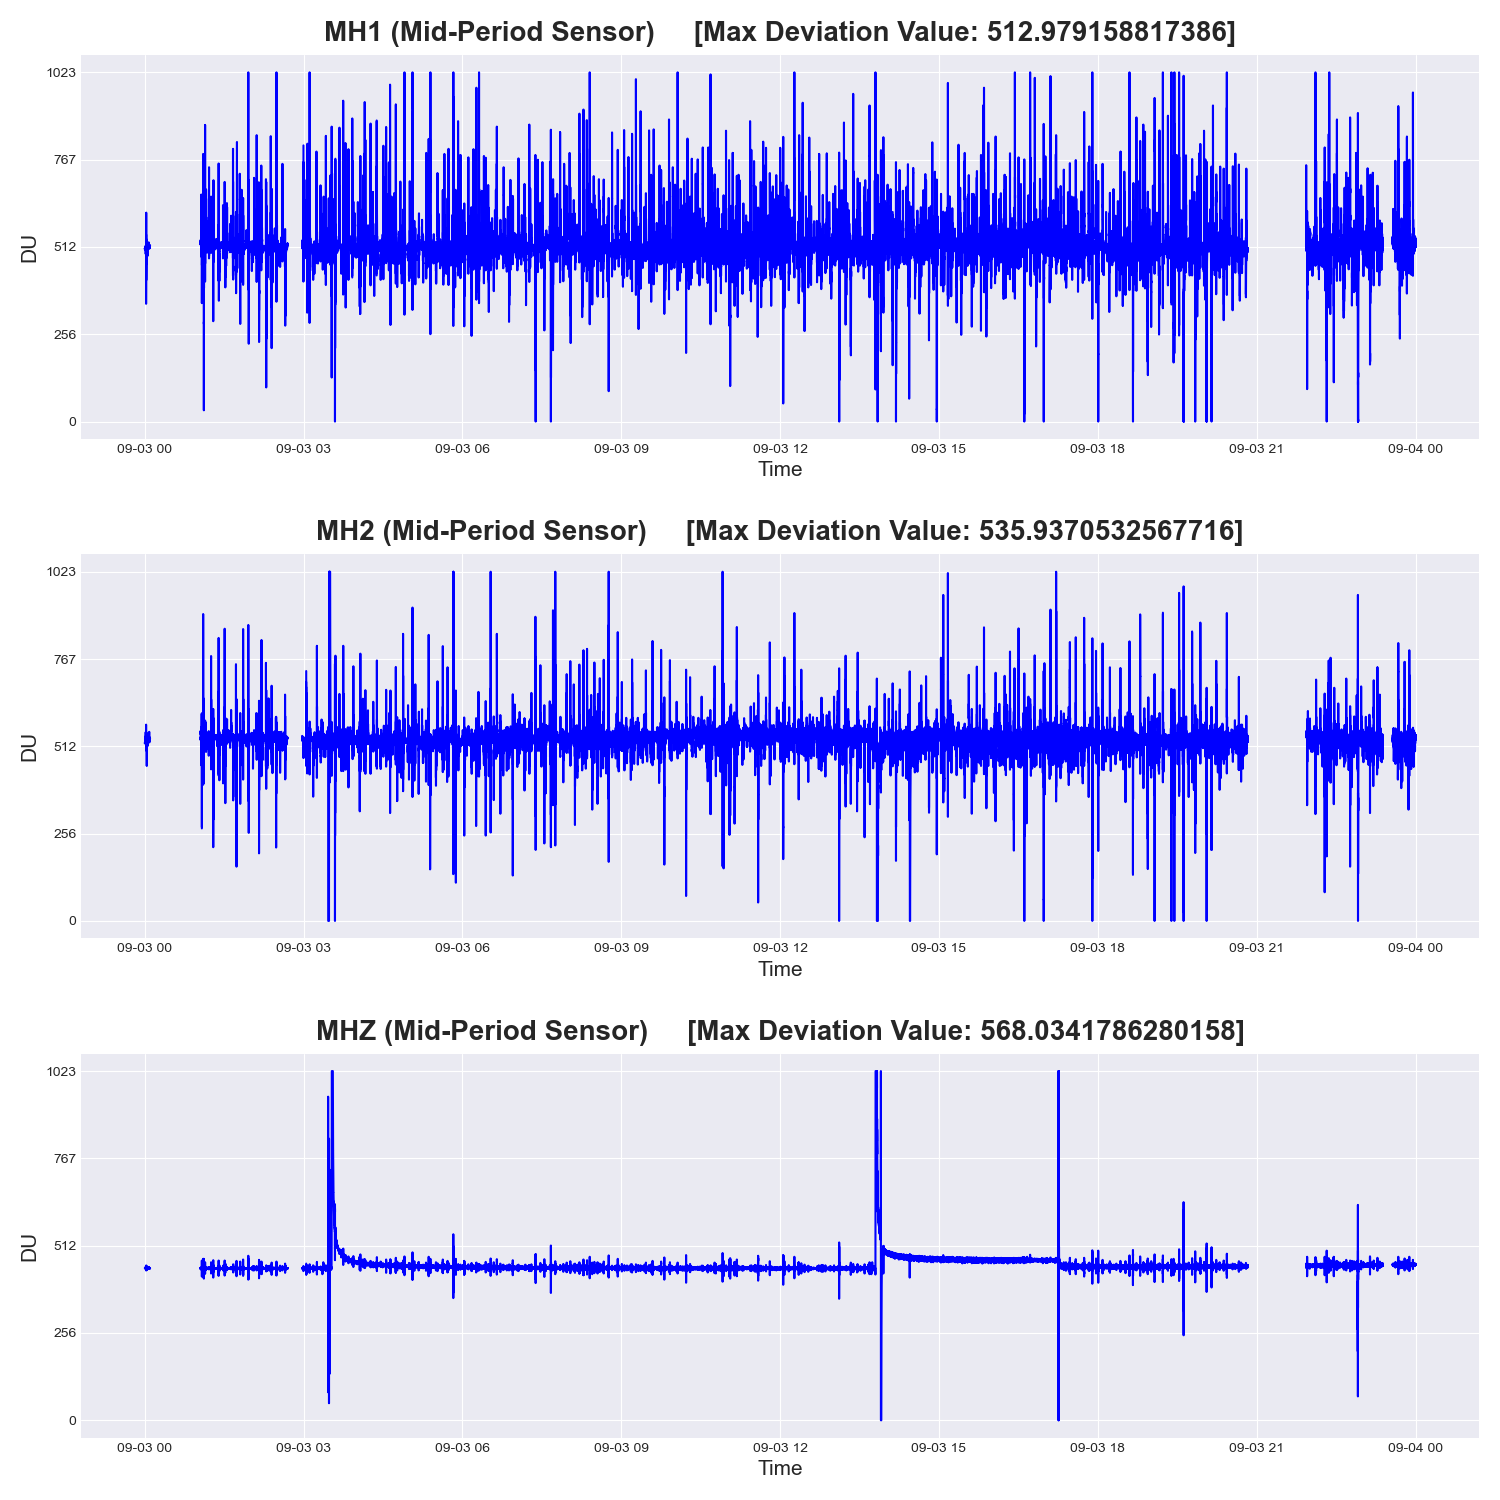 MH1 (Mid-Period Sensor) [Max Deviation Value: 512.979158817386]
1023
767
512
256
0
DU
09-03 00 09-03 03 09-03 06 09-03 09 09-03 12 09-03 15 09-03 18 09-03 21 09-04 00
Time
MH2 (Mid-Period Sensor) [Max Deviation Value: 535.9370532567716]
1023
767
512
256
0
DU
09-03 00 09-03 03 09-03 06 09-03 09 09-03 12 09-03 15 09-03 18 09-03 21 09-04 00
Time
MHZ (Mid-Period Sensor) [Max Deviation Value: 568.0341786280158]
1023
767
512
256
0
DU
09-03 00 09-03 03 09-03 06 09-03 09 09-03 12 09-03 15 09-03 18 09-03 21 09-04 00
Time